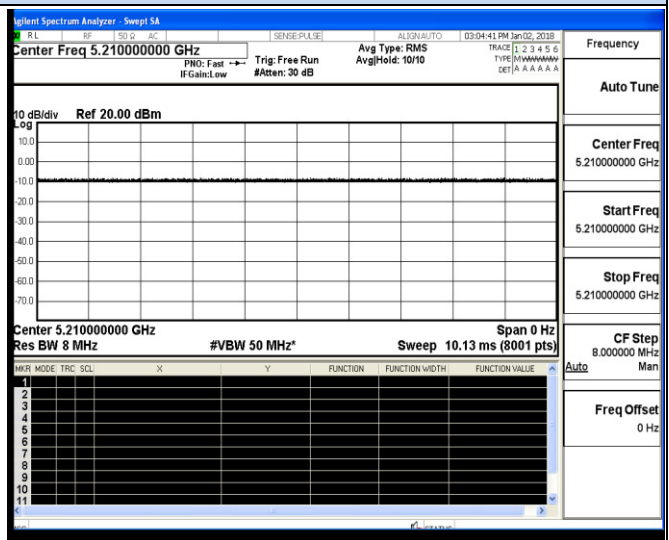 Agilent Spectrum Analyzer - Swept SA
RL RF 50 Ω AC SENSE:PULSE ALIGNAUTO 03:04:41 PM Jan 02, 2018
Center Freq 5.210000000 GHz
PNO: Fast
IFGain:Low
Trig: Free Run
#Atten: 30 dB
Avg Type: RMS
Avg|Hold: 10/10
TRACE 1 2 3 4 5 6
TYPE M
DET A A A A A A
10 dB/div Ref 20.00 dBm
Log
10.0
0.00
-10.0
-20.0
-30.0
-40.0
-50.0
-60.0
-70.0
Center 5.210000000 GHz Span 0 Hz
Res BW 8 MHz #VBW 50 MHz* Sweep 10.13 ms (8001 pts)
MKR MODE TRC SCL X Y FUNCTION FUNCTION WIDTH FUNCTION VALUE
1
2
3
4
5
6
7
8
9
10
11
STATUS
Frequency
Auto Tune
Center Freq
5.210000000 GHz
Start Freq
5.210000000 GHz
Stop Freq
5.210000000 GHz
CF Step
8.000000 MHz
Auto Man
Freq Offset
0 Hz